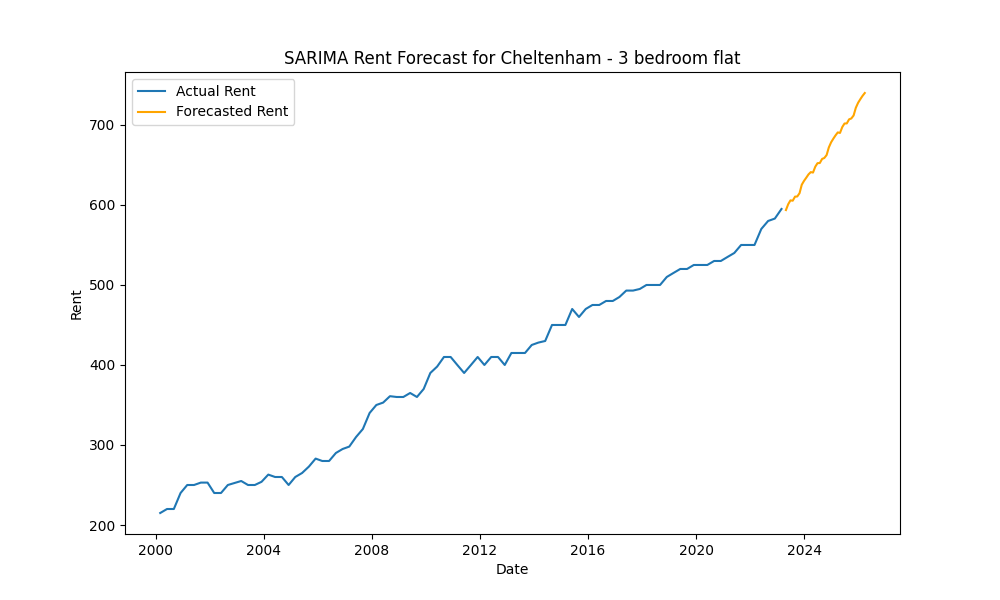 SARIMA Rent Forecast for Cheltenham - 3 bedroom flat
Actual Rent
Forecasted Rent
700
600
500
400
300
200
Rent
2000 2004 2008 2012 2016 2020 2024
Date